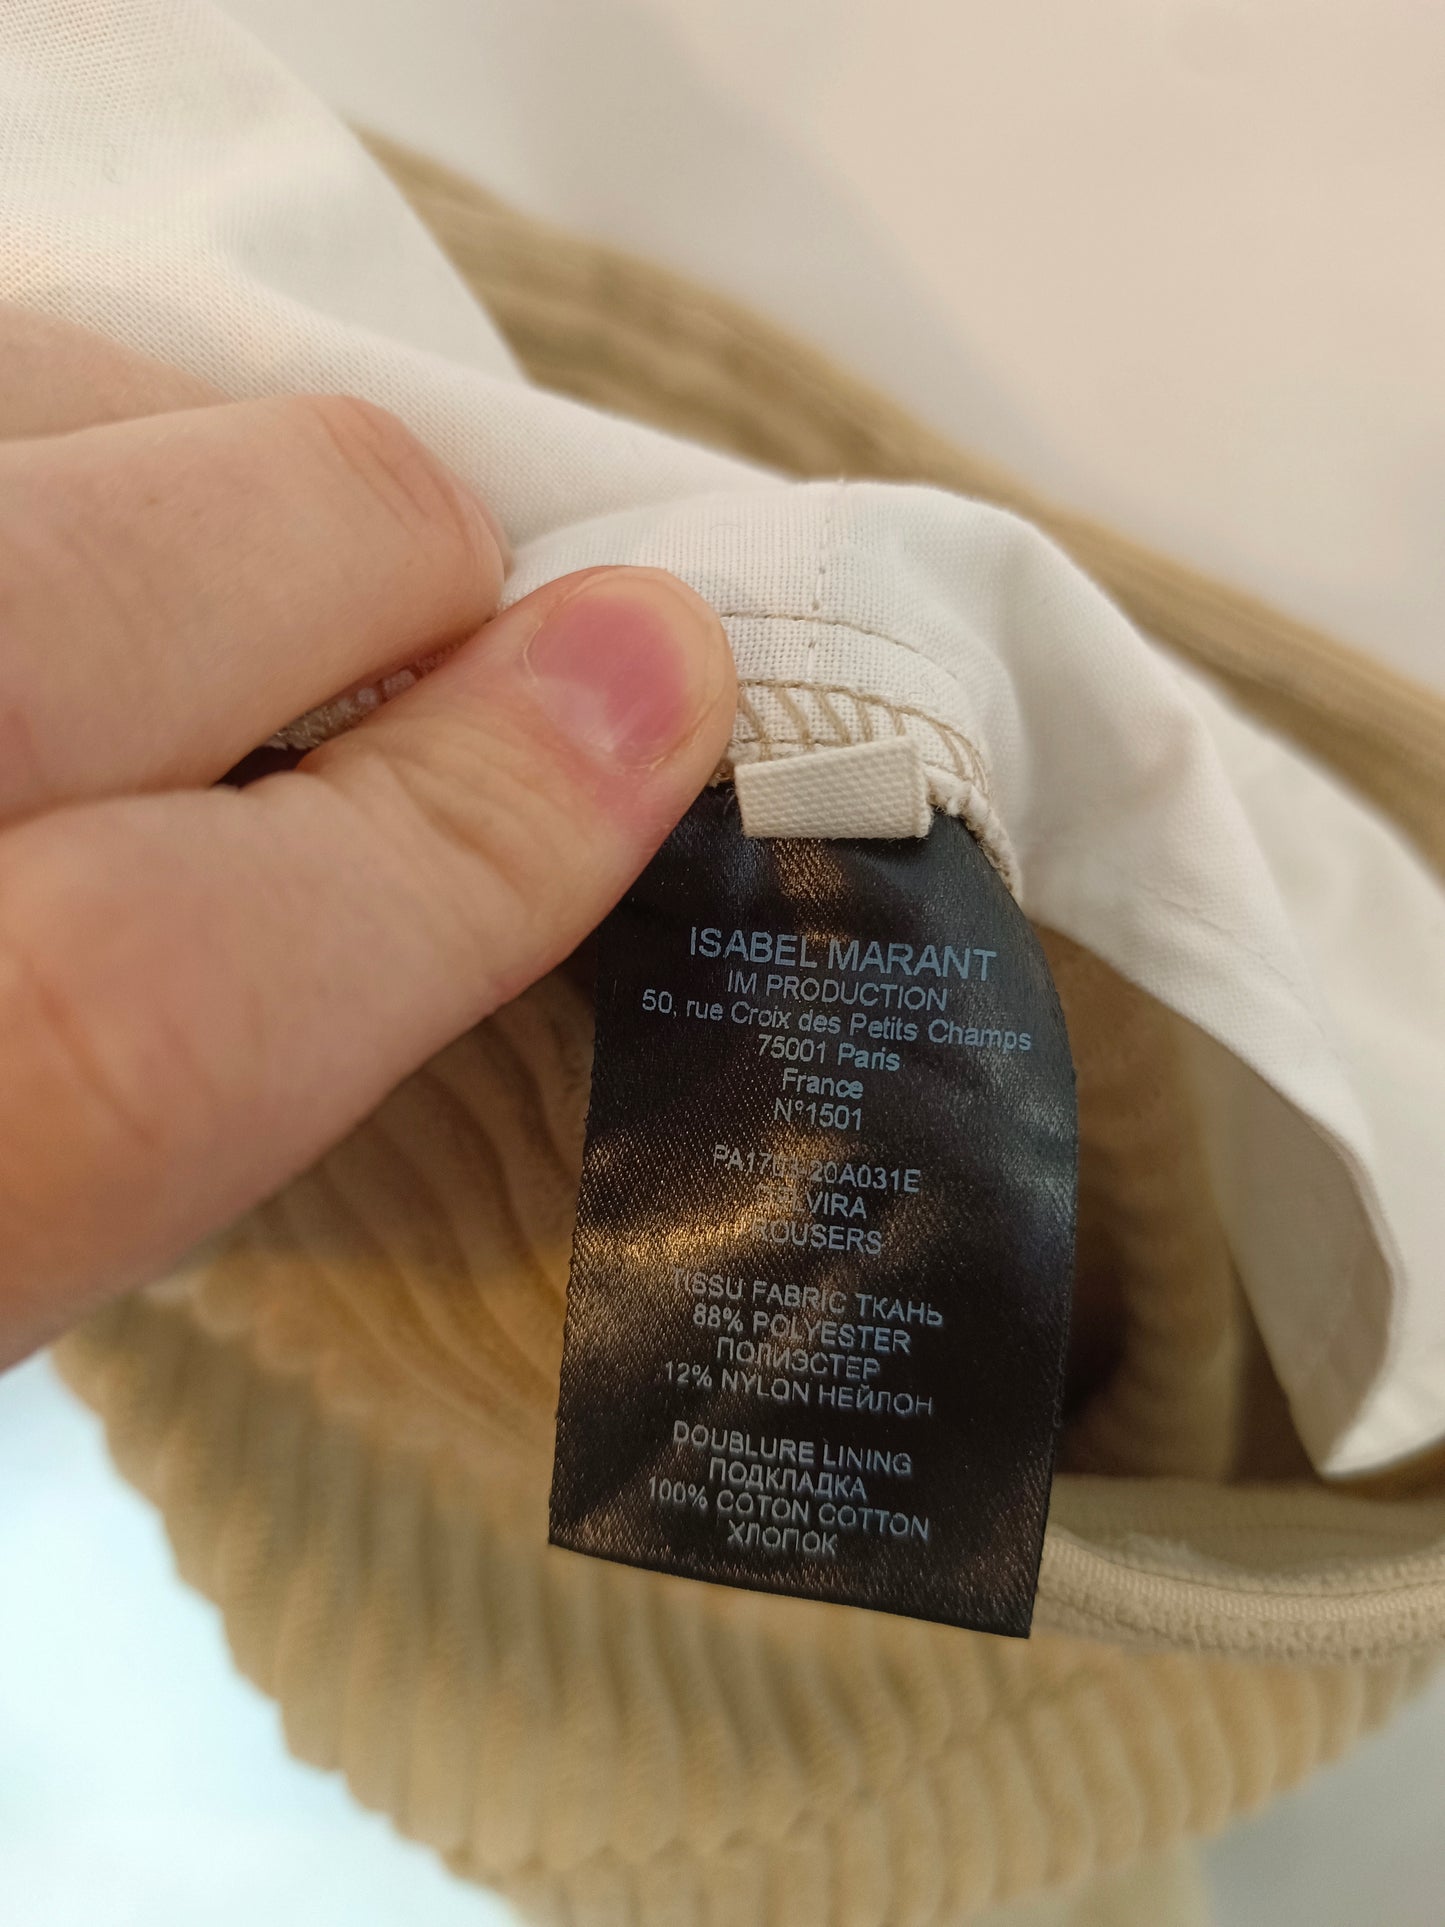 ISABEL MARANT
IM PRODUCTION
50, rue Croix des Petits Champs
75001 Paris
France
N°1501
TISSU FABRIC ТКАНЬ
88% POLYESTER
ПОЛИЭСТЕР
12% NYLON НЕЙЛОН
DOUBLURE LINING
ПОДКЛАДКА
100% COTON COTTON
ХЛОПОК